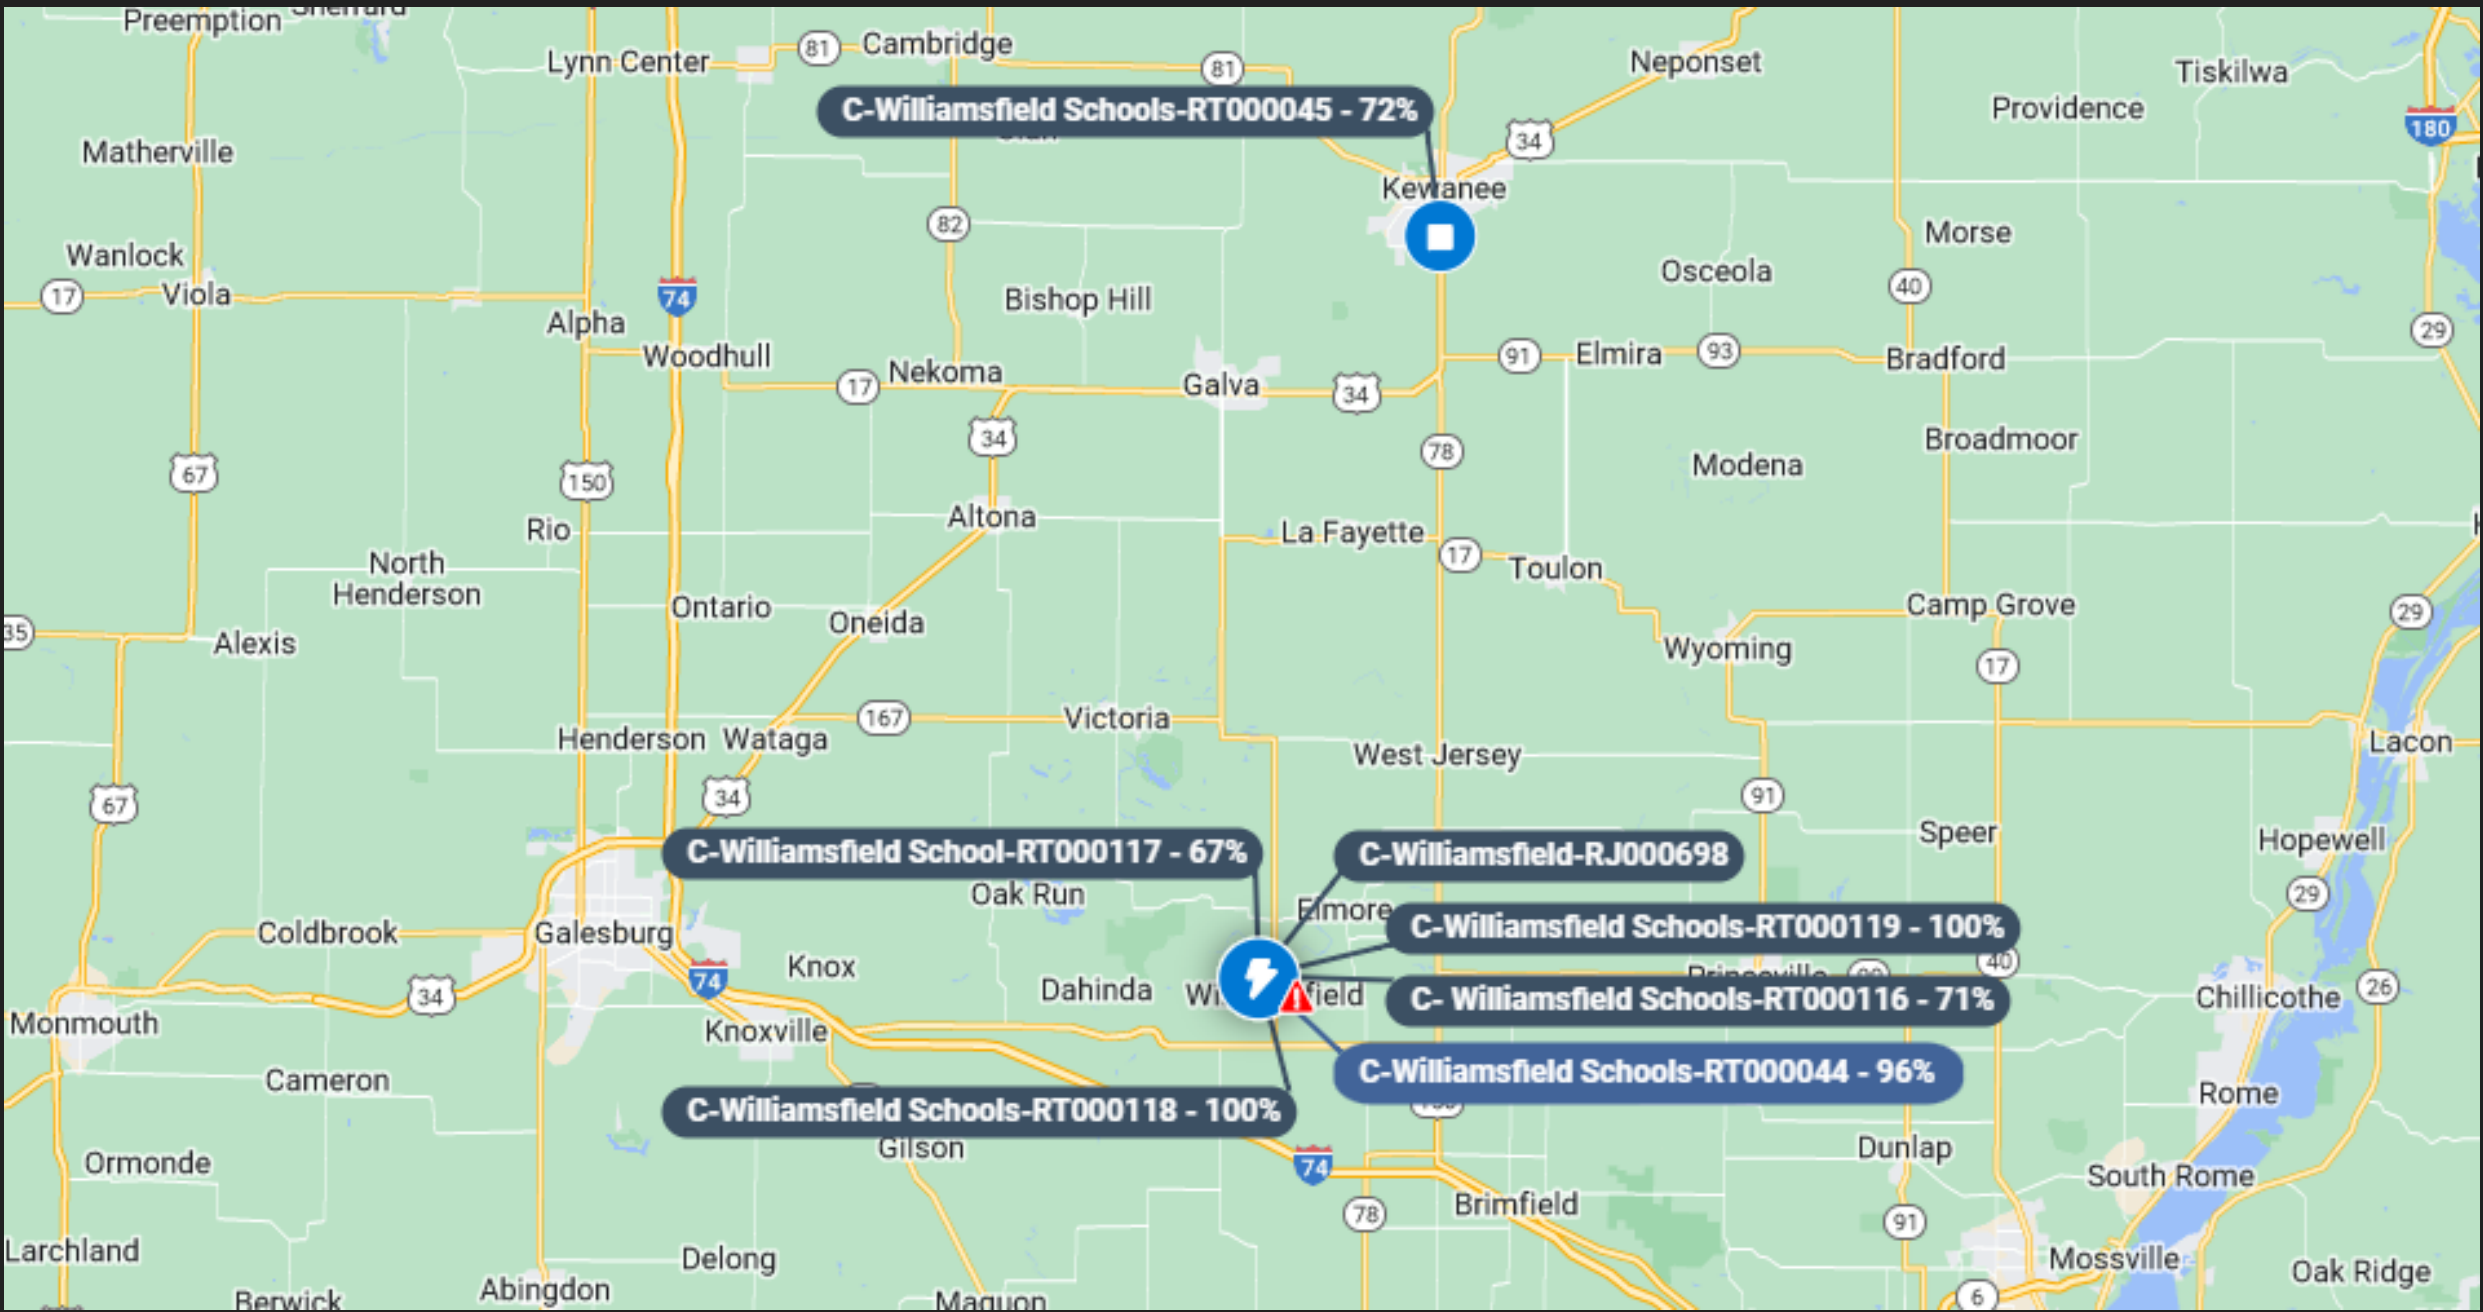 Preemption
Sherrard
Lynn Center
81
Cambridge
81
Neponset
Tiskilwa
C-Williamsfield Schools-RT000045 - 72%
Providence
180
34
Matherville
Kewanee
82
Morse
Wanlock
17
Viola
74
Bishop Hill
Osceola
40
Alpha
29
Woodhull
17
Nekoma
Galva
34
91
Elmira
93
Bradford
34
78
Broadmoor
Modena
67
150
Altona
Rio
La Fayette
17
Toulon
North
Henderson
Ontario
Oneida
Camp Grove
29
35
Alexis
Wyoming
17
167
Victoria
Henderson
Wataga
West Jersey
Lacon
67
34
91
Speer
Hopewell
C-Williamsfield School-RT000117 - 67%
C-Williamsfield-RJ000698
Oak Run
Elmore
29
C-Williamsfield Schools-RT000119 - 100%
Coldbrook
Galesburg
Knox
74
40
34
Dahinda
field
C- Williamsfield Schools-RT000116 - 71%
Chillicothe
26
Monmouth
Knoxville
C-Williamsfield Schools-RT000044 - 96%
Cameron
Rome
C-Williamsfield Schools-RT000118 - 100%
Gilson
Dunlap
Ormonde
74
South Rome
Brimfield
78
91
Larchland
Delong
Mossville
Oak Ridge
Abingdon
Berwick
Maquon
6